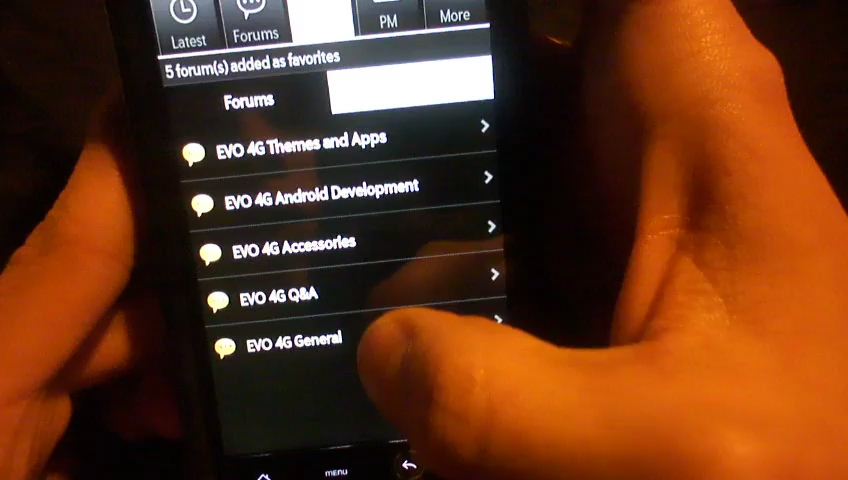 Latest
Forums
PM
More
5 forum(s) added as favorites
Forums
EVO 4G Themes and Apps
EVO 4G Android Development
EVO 4G Accessories
EVO 4G Q&A
EVO 4G General
MENU